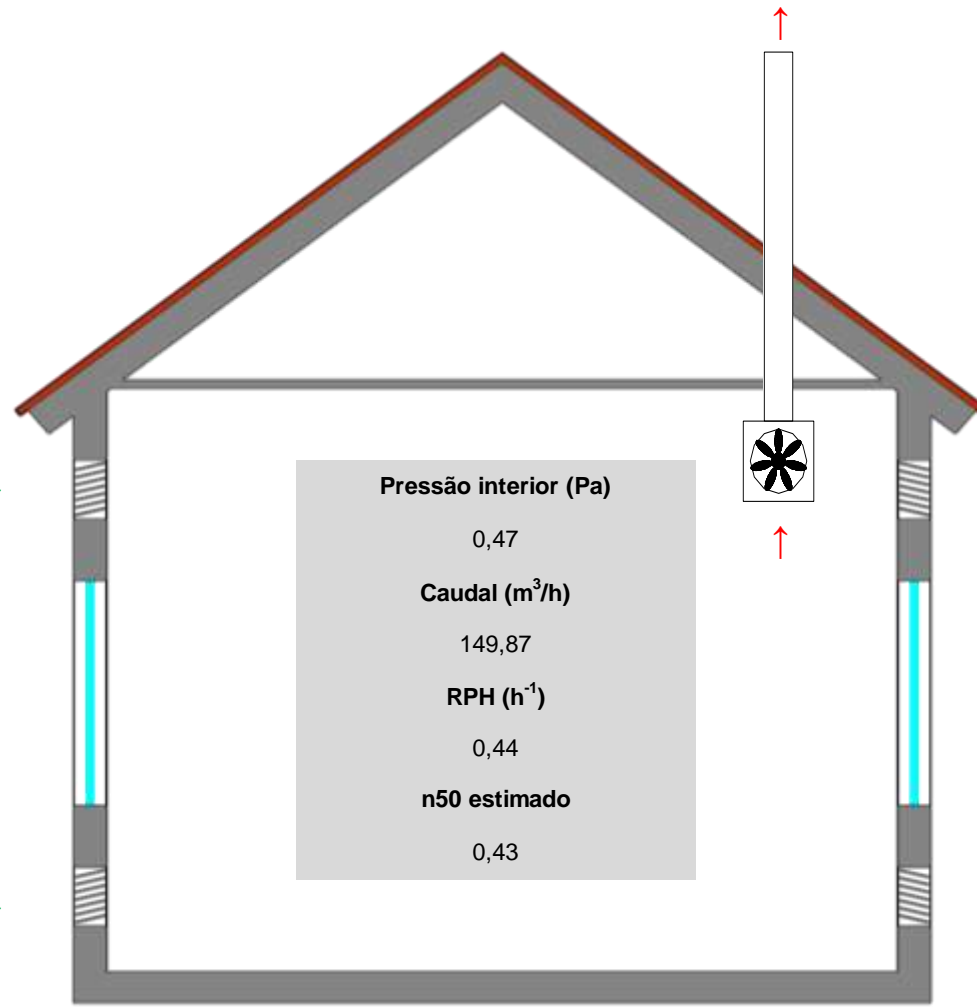 Pressão interior (Pa)
0,47
Caudal (m³/h)
149,87
RPH (h⁻¹)
0,44
n50 estimado
0,43